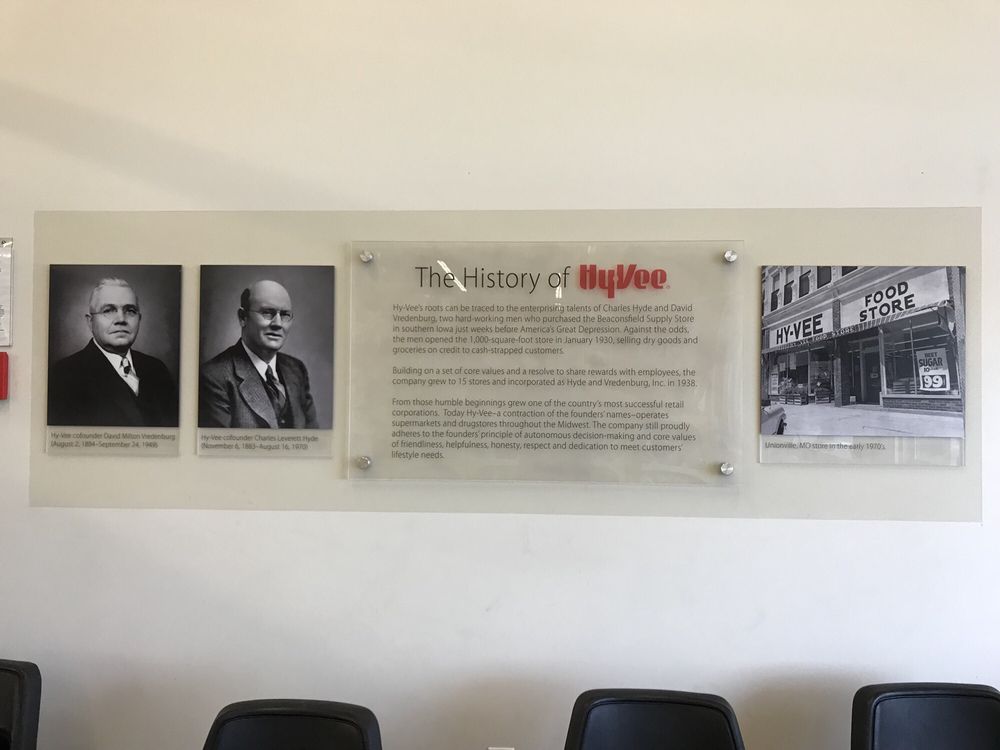 Hy-Vee cofounder David Milton Vredenburg
(August 2, 1884–September 24, 1949)
Hy-Vee cofounder Charles Leverets Hyde
(November 6, 1883–August 16, 1970)
The History of HyVee®
Hy-Vee's roots can be traced to the enterprising talents of Charles Hyde and David
Vredenburg, two hard-working men who purchased the Beaconsfield Supply Store
in southern Iowa just weeks before America's Great Depression. Against the odds,
the men opened the 1,000-square-foot store in January 1930, selling dry goods and
groceries on credit to cash-strapped customers.
Building on a set of core values and a resolve to share rewards with employees, the
company grew to 15 stores and incorporated as Hyde and Vredenburg, Inc. in 1938.
From those humble beginnings grew one of the country's most successful retail
corporations. Today Hy-Vee–a contraction of the founders' names–operates
supermarkets and drugstores throughout the Midwest. The company still proudly
adheres to the founders' principle of autonomous decision-making and core values
of friendliness, helpfulness, honesty, respect and dedication to meet customers'
lifestyle needs.
HY-VEE
FOOD
STORE
BEET
SUGAR
10
99
Unionville, MO store in the early 1970's.